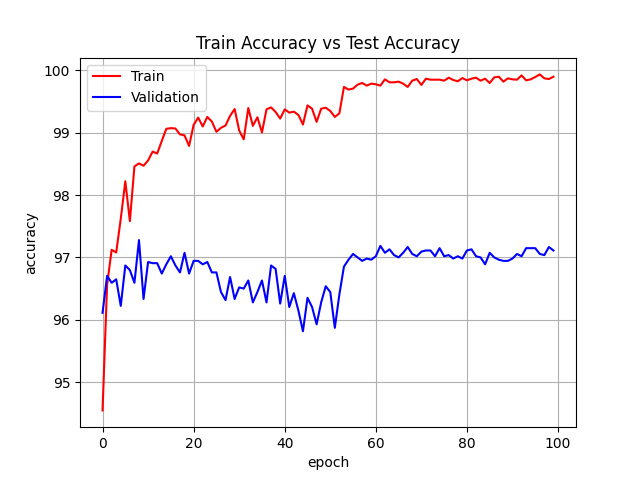 Train Accuracy vs Test Accuracy
100
99
98
97
96
95
accuracy
Train
Validation
0 20 40 60 80 100
epoch